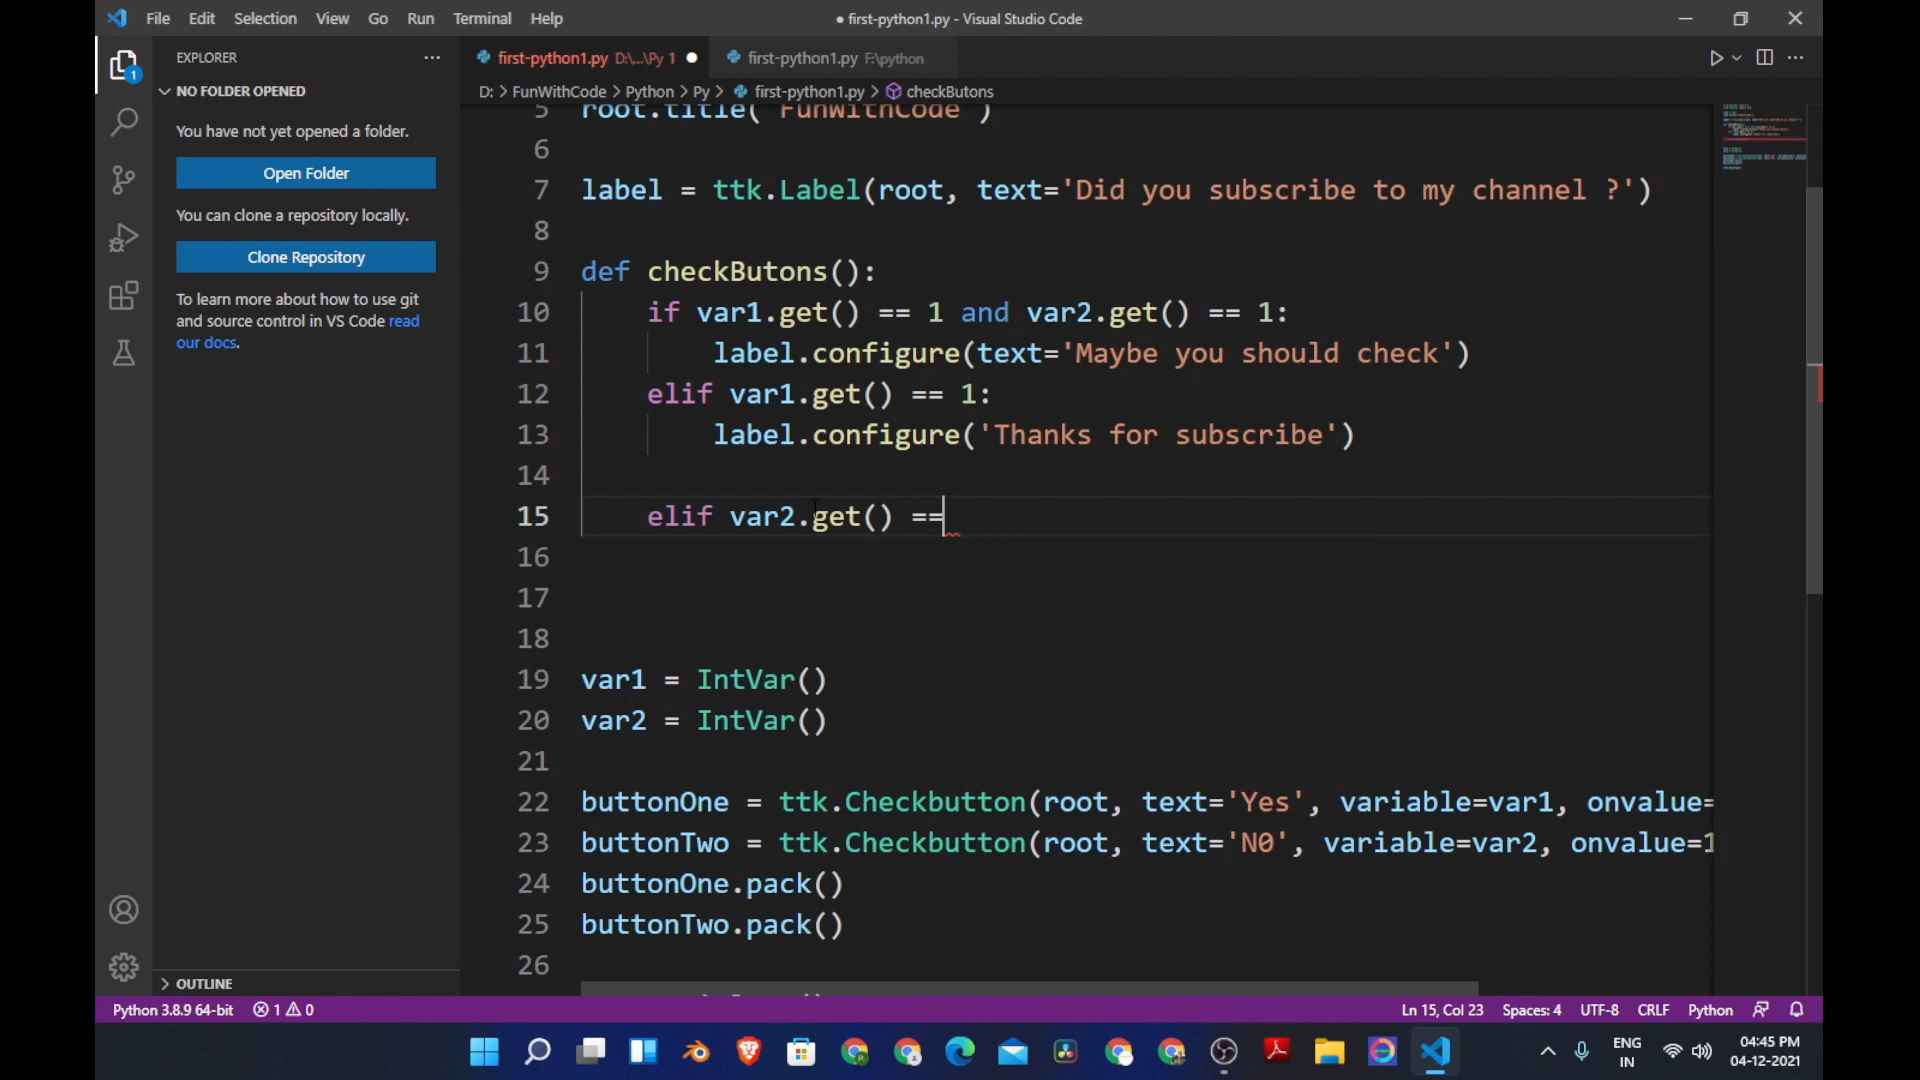 File Edit Selection View Go Run Terminal Help
● first-python1.py - Visual Studio Code
EXPLORER
NO FOLDER OPENED
You have not yet opened a folder.
Open Folder
You can clone a repository locally.
Clone Repository
To learn more about how to use git
and source control in VS Code read
our docs.
OUTLINE
1
first-python1.py D:\...\Py 1 ●
first-python1.py F:\python
D: > FunWithCode > Python > Py > first-python1.py > checkButons
5 root.title( FunWithCode )
6
7 label = ttk.Label(root, text='Did you subscribe to my channel ?')
8
9 def checkButons():
10 if var1.get() == 1 and var2.get() == 1:
11 label.configure(text='Maybe you should check')
12 elif var1.get() == 1:
13 label.configure('Thanks for subscribe')
14
15 elif var2.get() ==
16
17
18
19 var1 = IntVar()
20 var2 = IntVar()
21
22 buttonOne = ttk.Checkbutton(root, text='Yes', variable=var1, onvalue=
23 buttonTwo = ttk.Checkbutton(root, text='N0', variable=var2, onvalue=1
24 buttonOne.pack()
25 buttonTwo.pack()
26
Python 3.8.9 64-bit 1 0
Ln 15, Col 23 Spaces: 4 UTF-8 CRLF Python
ENG
IN
04:45 PM
04-12-2021